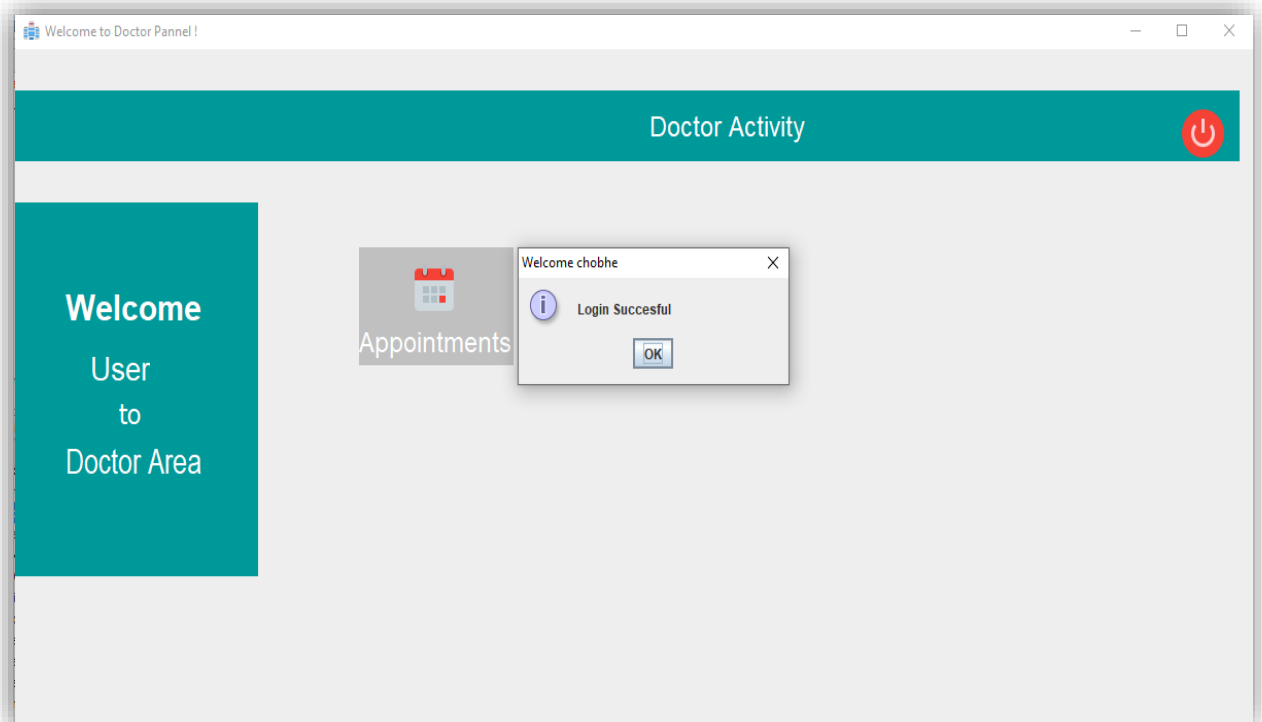 Welcome to Doctor Pannel !
Doctor Activity
Welcome
User
to
Doctor Area
Appointments
Welcome chobhe
Login Succesful
OK